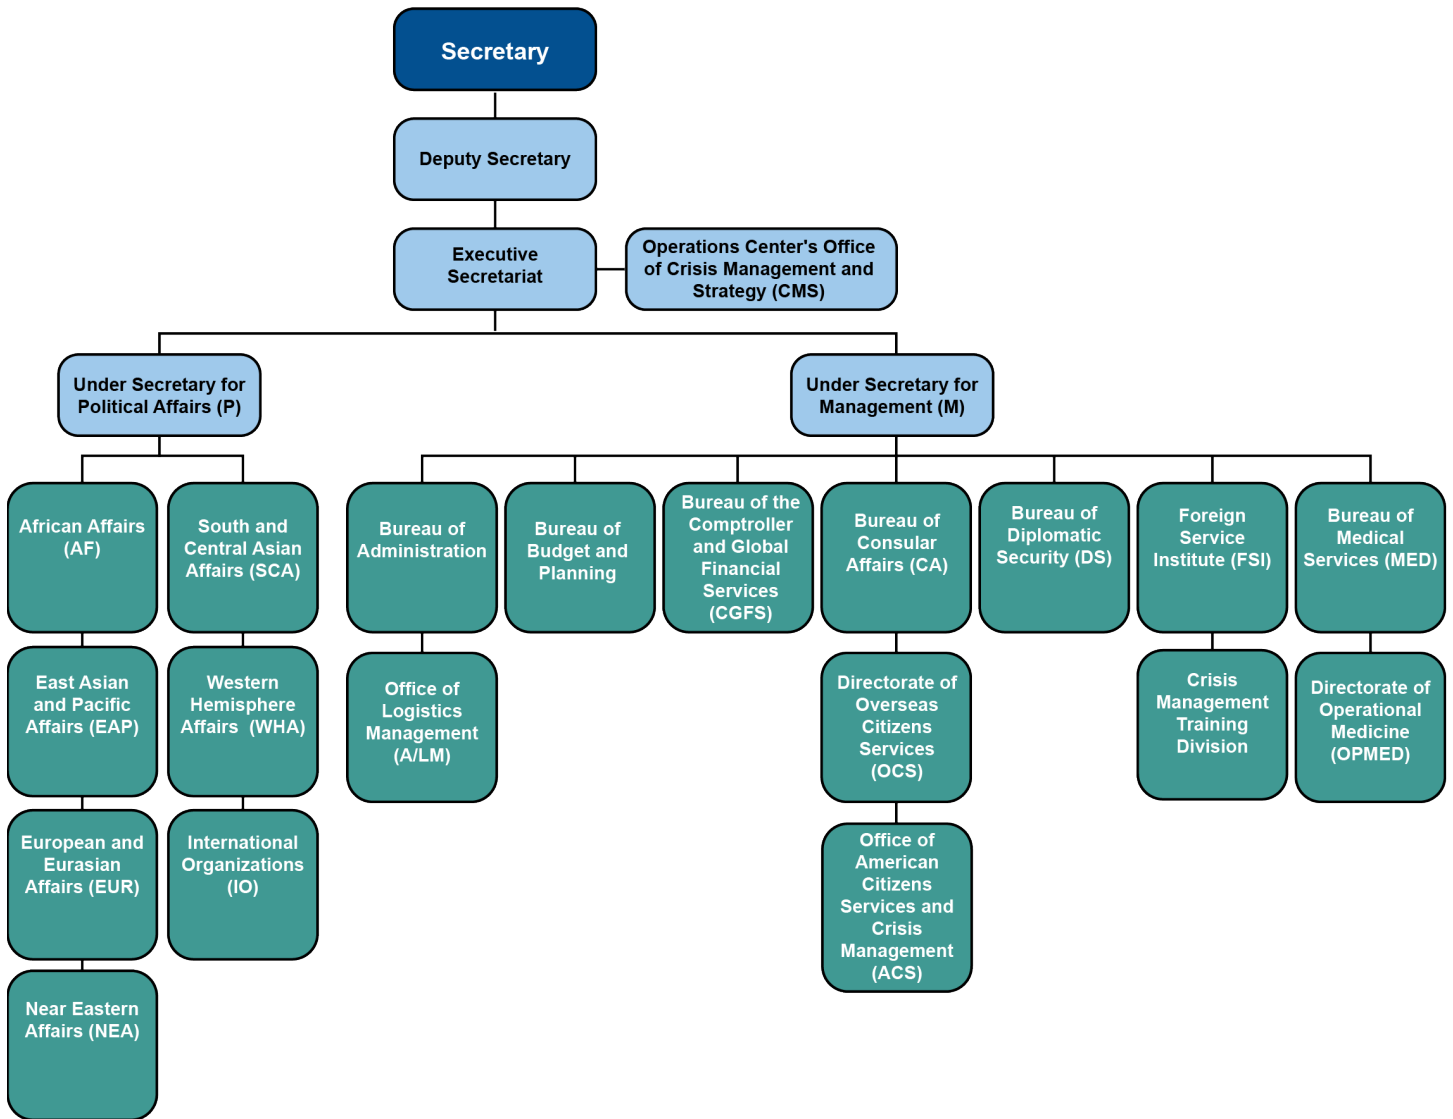 Secretary
Deputy Secretary
Executive
Secretariat
Operations Center's Office
of Crisis Management and
Strategy (CMS)
Under Secretary for
Political Affairs (P)
Under Secretary for
Management (M)
African Affairs
(AF)
South and
Central Asian
Affairs (SCA)
Bureau of
Administration
Bureau of
Budget and
Planning
Bureau of the
Comptroller
and Global
Financial
Services
(CGFS)
Bureau of
Consular
Affairs (CA)
Bureau of
Diplomatic
Security (DS)
Foreign
Service
Institute (FSI)
Bureau of
Medical
Services (MED)
East Asian
and Pacific
Affairs (EAP)
Western
Hemisphere
Affairs (WHA)
Office of
Logistics
Management
(A/LM)
Directorate of
Overseas
Citizens
Services
(OCS)
Crisis
Management
Training
Division
Directorate of
Operational
Medicine
(OPMED)
European and
Eurasian
Affairs (EUR)
International
Organizations
(IO)
Office of
American
Citizens
Services and
Crisis
Management
(ACS)
Near Eastern
Affairs (NEA)